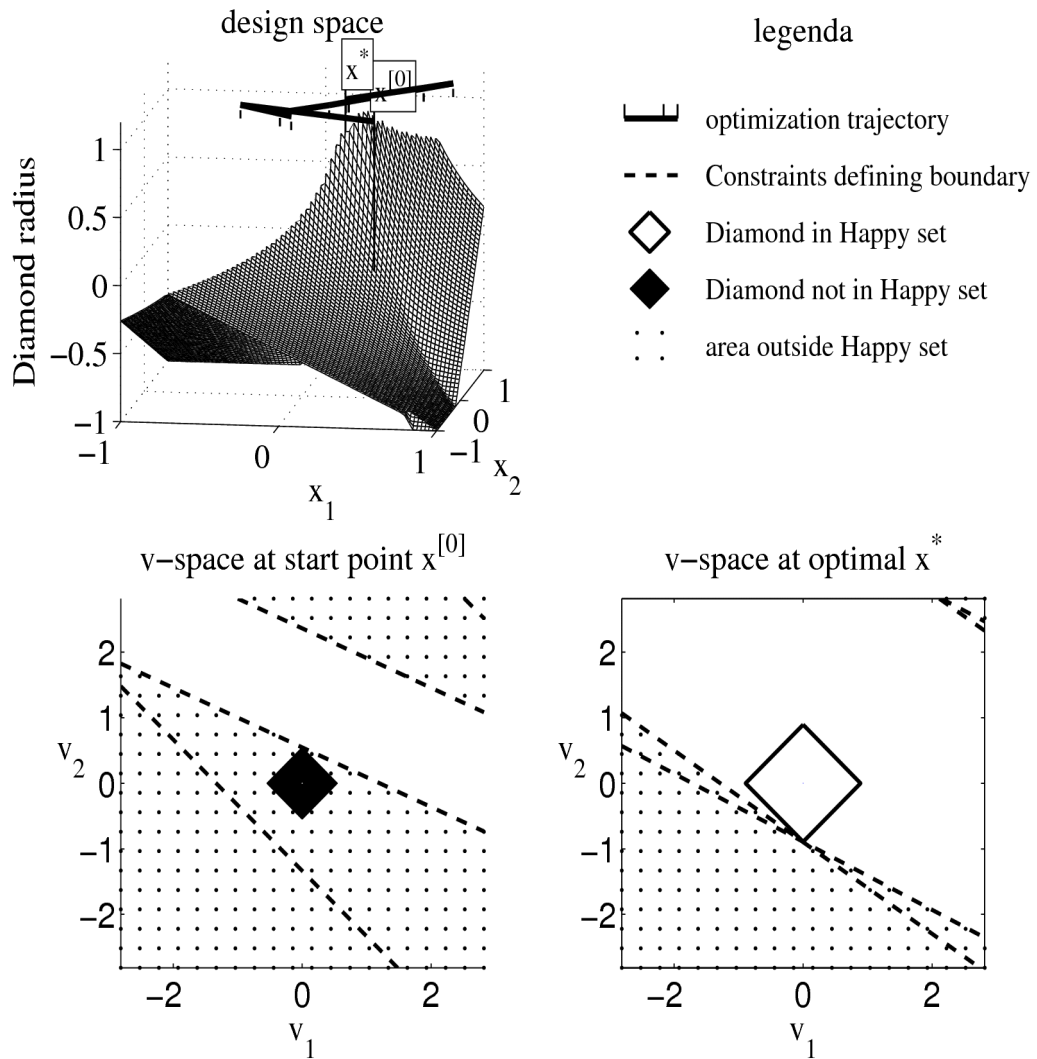 design space
x*
x[0]
Diamond radius
1
0.5
0
−0.5
−1
−1
0
1
x1
−1
0
1
x2
legenda
optimization trajectory
Constraints defining boundary
Diamond in Happy set
Diamond not in Happy set
area outside Happy set
v−space at start point x[0]
v2
2
1
0
−1
−2
−2
0
2
v1
v−space at optimal x*
v2
2
1
0
−1
−2
−2
0
2
v1